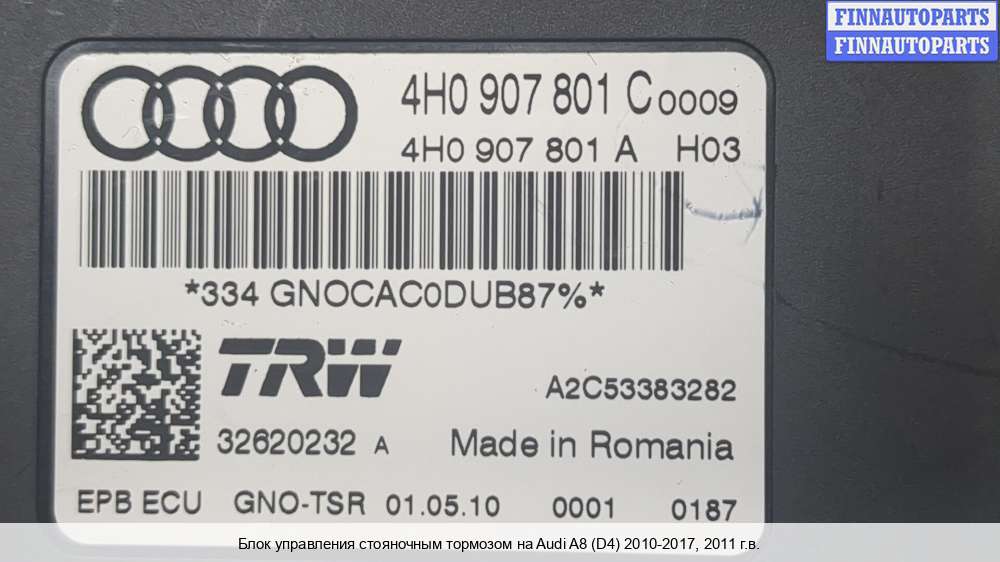 FINNAUTOPARTS
FINNAUTOPARTS
4H0 907 801 C 0009
4H0 907 801 A H03
*334 GNOCAC0DUB87%*
TRW
A2C53383282
32620232 A Made in Romania
EPB ECU GNO-TSR 01.05.10 0001 0187
Блок управления стояночным тормозом на Audi A8 (D4) 2010-2017, 2011 г.в.